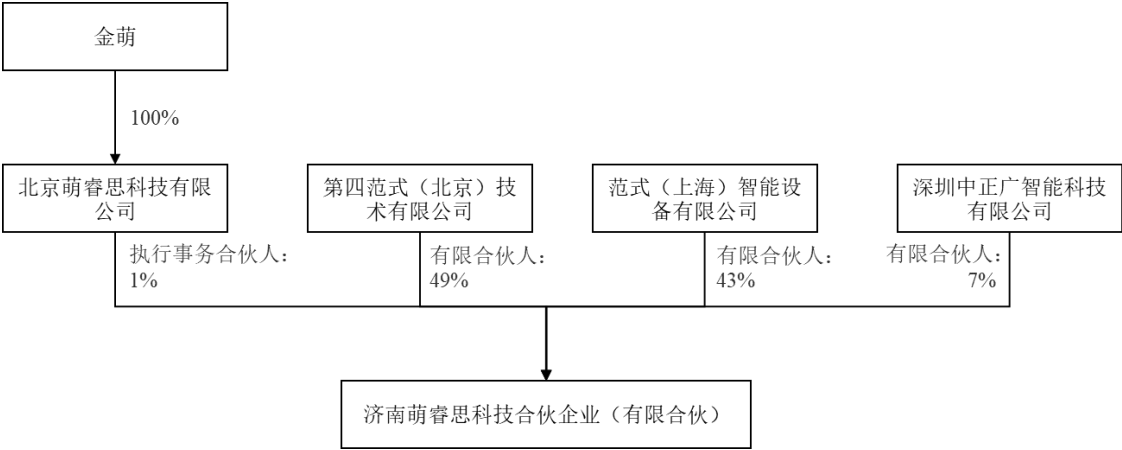 金萌
100%
北京萌睿思科技有限
公司
第四范式（北京）技
术有限公司
范式（上海）智能设
备有限公司
深圳中正广智能科技
有限公司
执行事务合伙人：
1%
有限合伙人：
49%
有限合伙人：
43%
有限合伙人：
7%
济南萌睿思科技合伙企业（有限合伙）